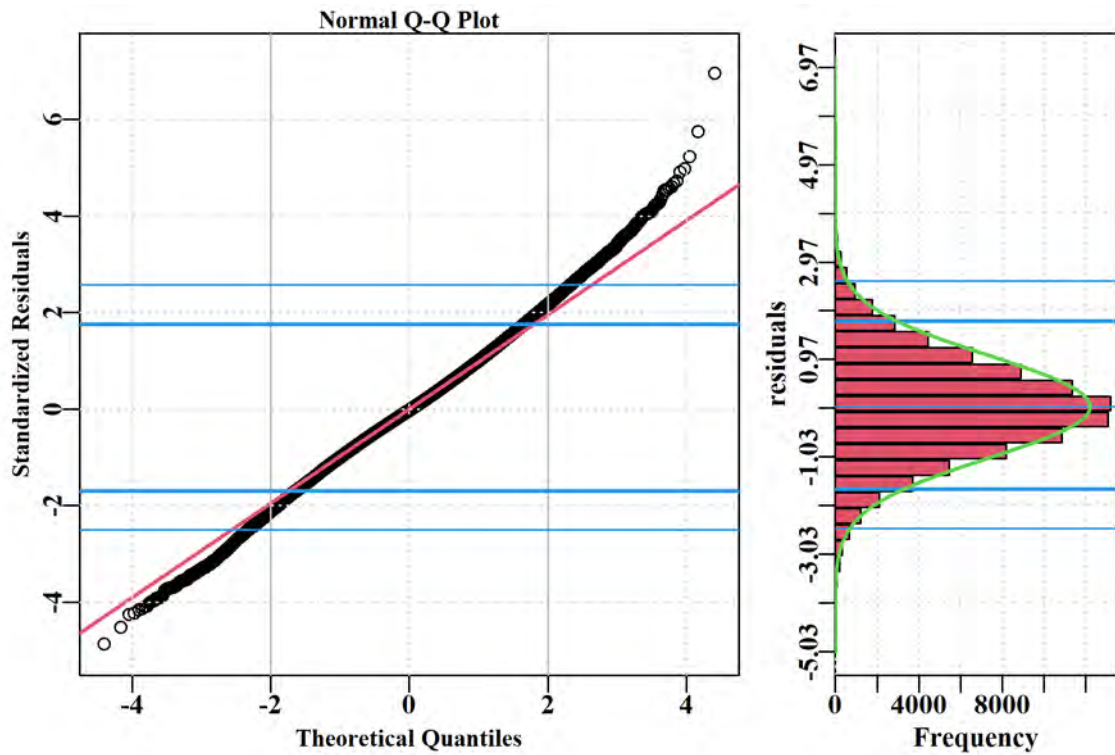 Normal Q-Q Plot
Standardized Residuals
6
4
2
0
-2
-4
-4 -2 0 2 4
Theoretical Quantiles
residuals
6.97
4.97
2.97
0.97
-1.03
-3.03
-5.03
0 4000 8000
Frequency